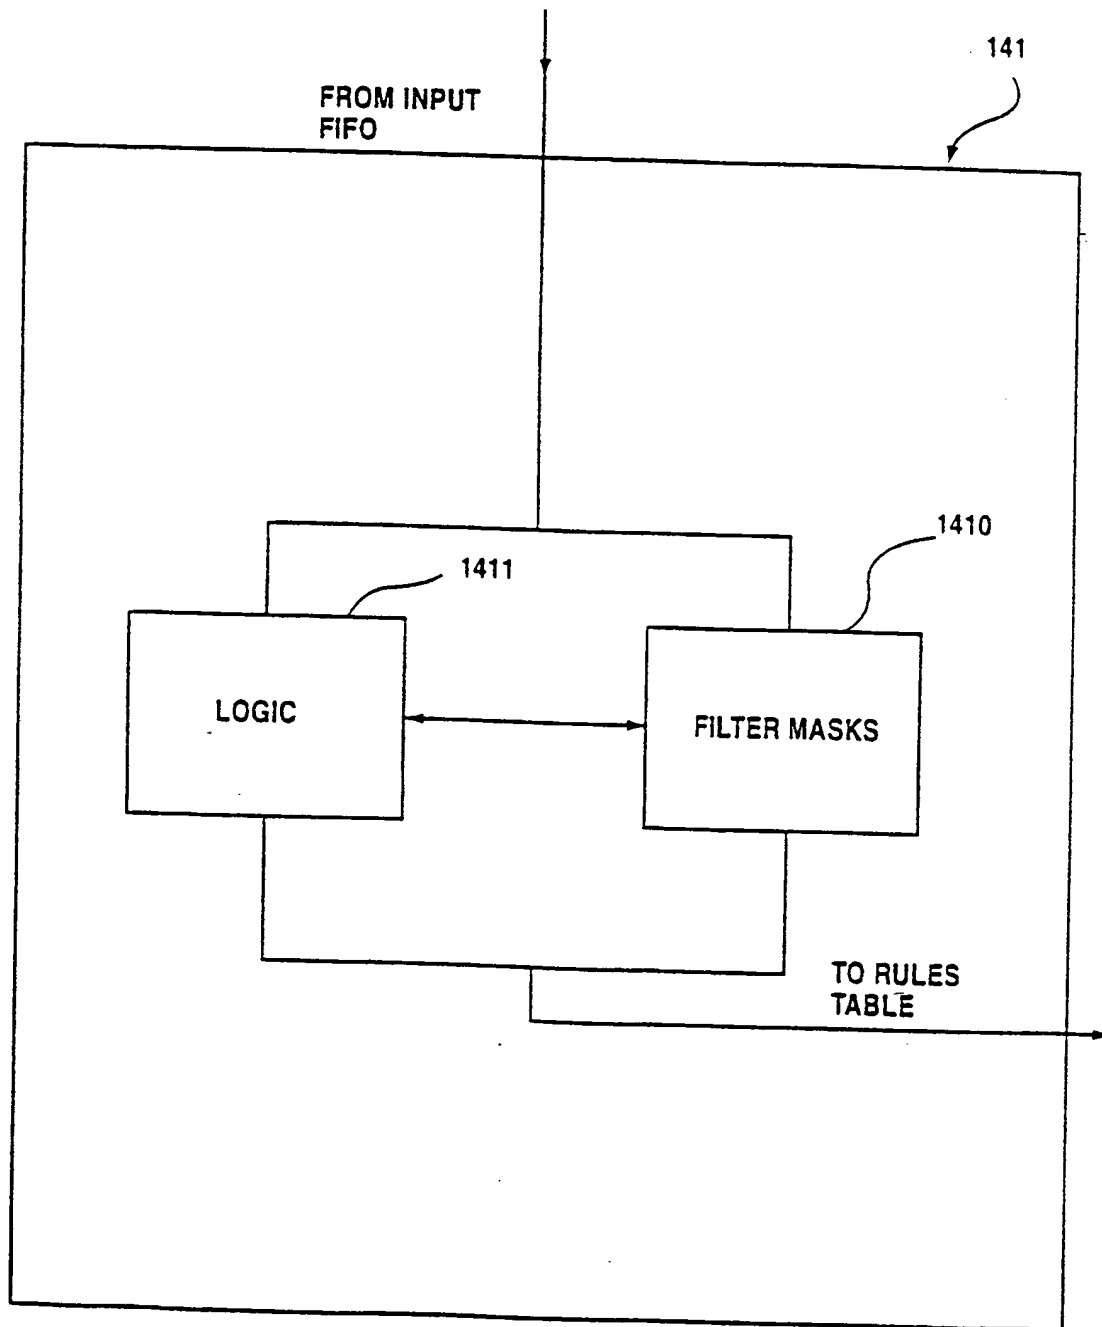 141
FROM INPUT
FIFO
1410
1411
LOGIC
FILTER MASKS
TO RULES
TABLE